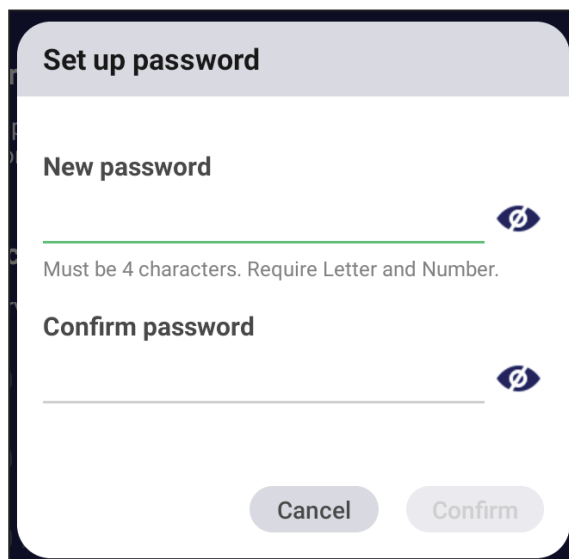 Set up password
New password
Must be 4 characters. Require Letter and Number.
Confirm password
Cancel
Confirm